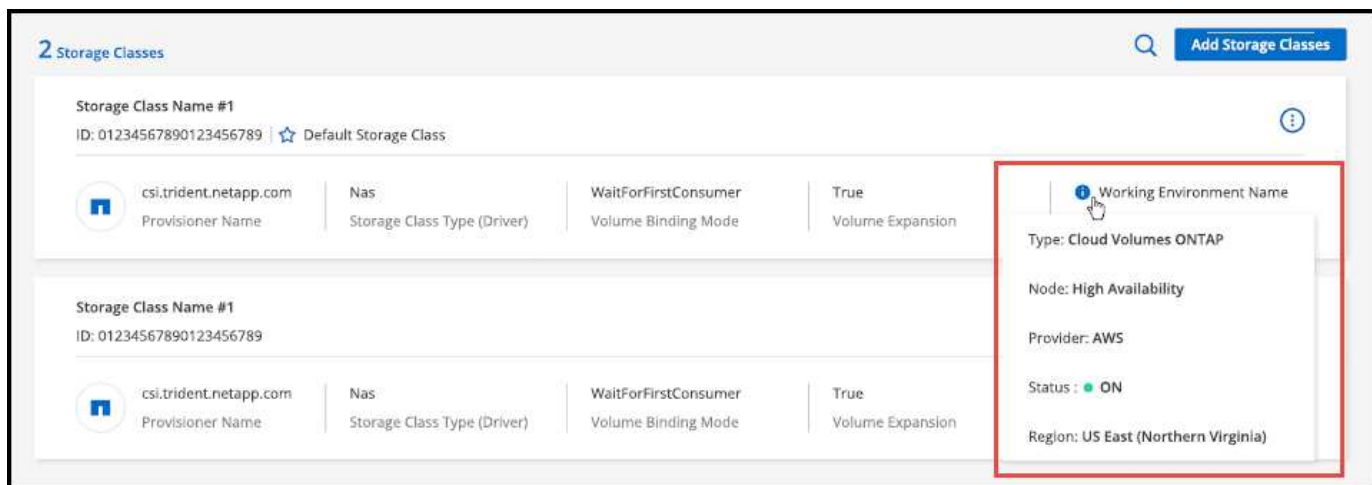 2 Storage Classes
Add Storage Classes
Storage Class Name #1
ID: 01234567890123456789 Default Storage Class
csi.trident.netapp.com Nas WaitForFirstConsumer True Working Environment Name
Provisioner Name Storage Class Type (Driver) Volume Binding Mode Volume Expansion
Type: Cloud Volumes ONTAP
Node: High Availability
Provider: AWS
Status : ON
Region: US East (Northern Virginia)
Storage Class Name #1
ID: 01234567890123456789
csi.trident.netapp.com Nas WaitForFirstConsumer True
Provisioner Name Storage Class Type (Driver) Volume Binding Mode Volume Expansion